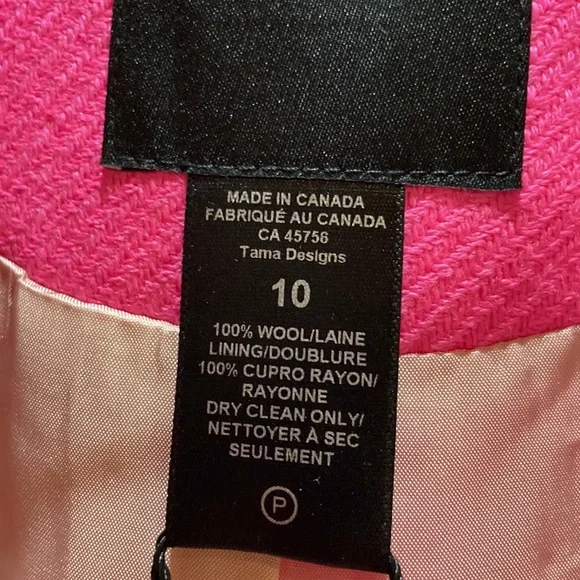 MADE IN CANADA
FABRIQUÉ AU CANADA
CA 45756
Tama Designs
10
100% WOOL/LAINE
LINING/DOUBLURE
100% CUPRO RAYON/
RAYONNE
DRY CLEAN ONLY/
NETTOYER À SEC
SEULEMENT
P